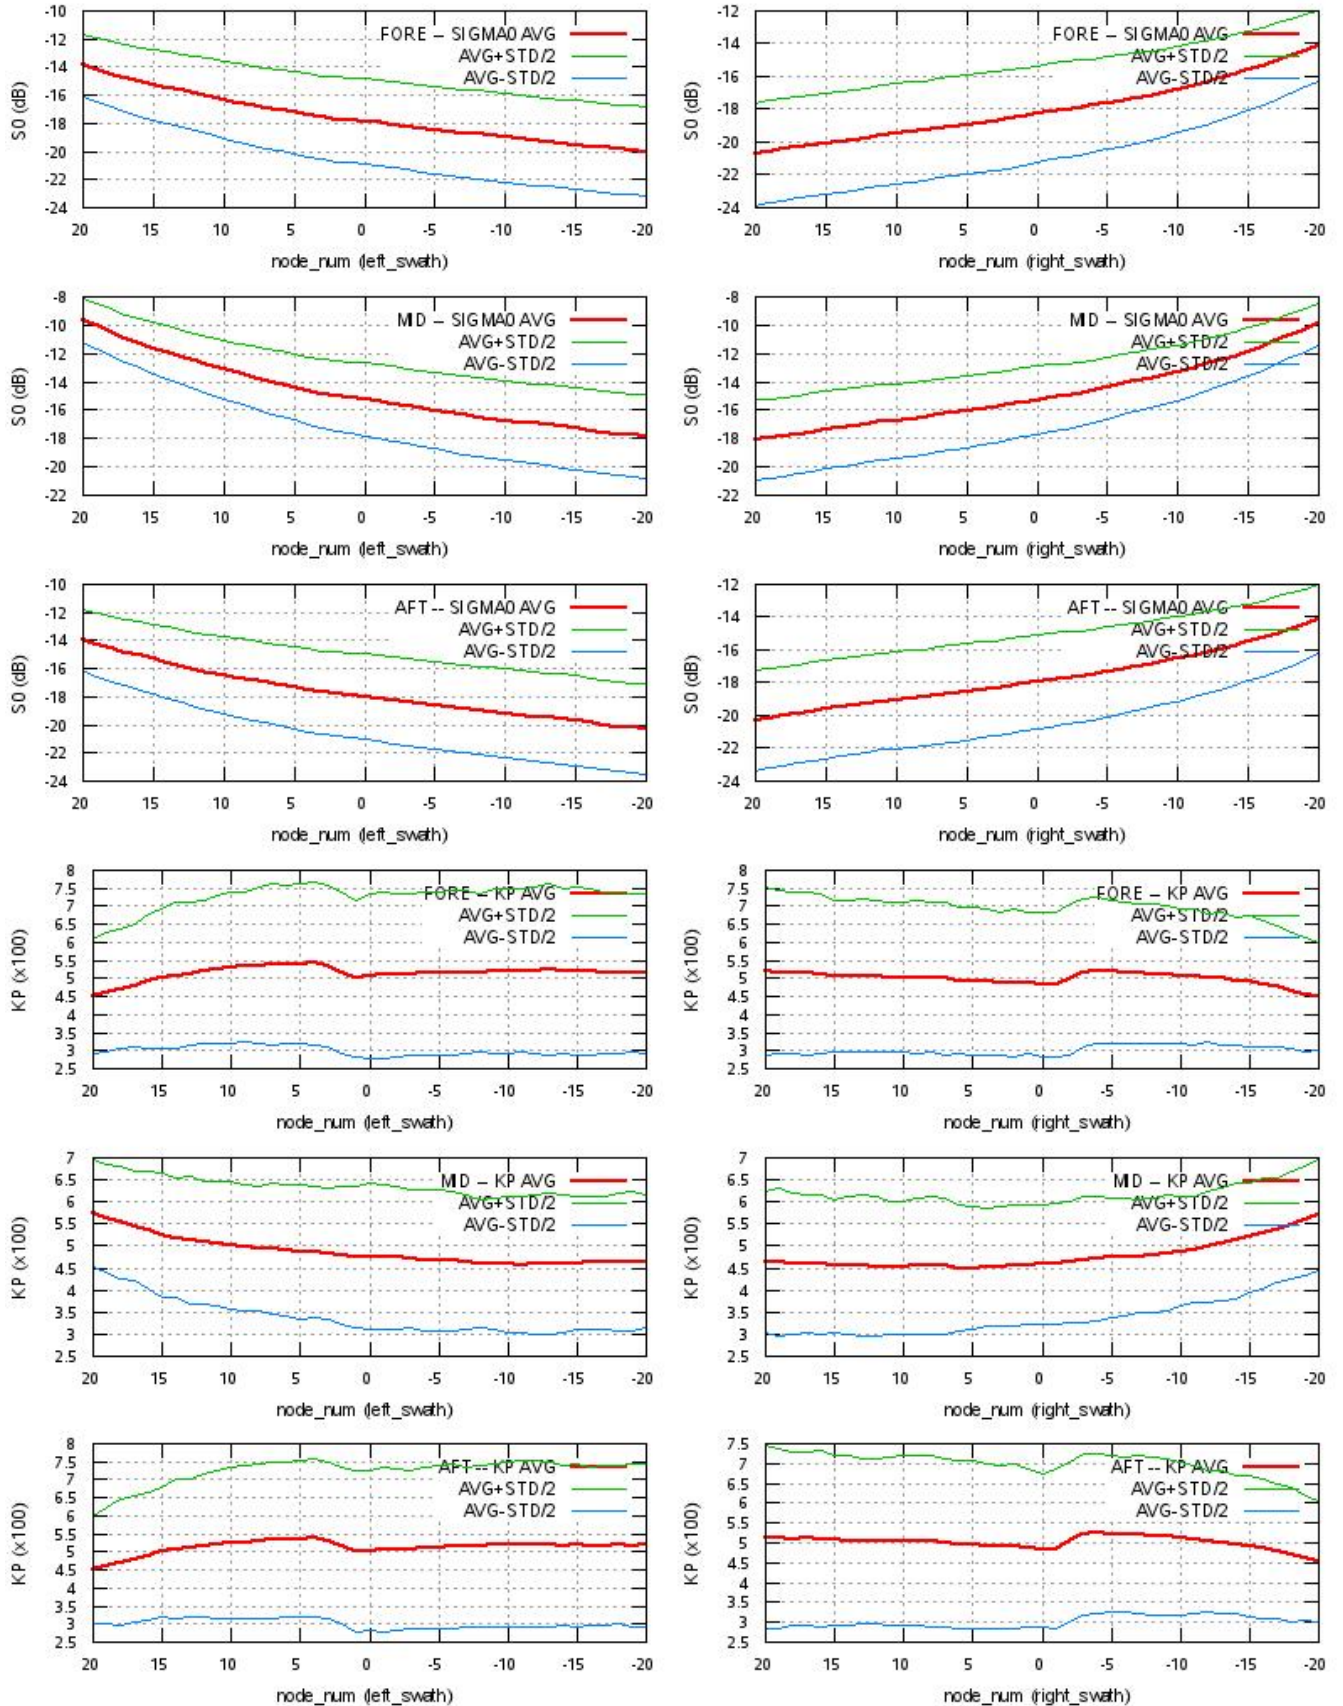 -10
-12
-14
-16
-18
-20
-22
-24
S0 (dB)
FORE -- SIGMA0 AVG
AVG+STD/2
AVG-STD/2
20 15 10 5 0 -5 -10 -15 -20
node_num (left_swath)
-12
-14
-16
-18
-20
-22
-24
S0 (dB)
FORE -- SIGMA0 AVG
AVG+STD/2
AVG-STD/2
20 15 10 5 0 -5 -10 -15 -20
node_num (right_swath)
-8
-10
-12
-14
-16
-18
-20
-22
S0 (dB)
MID -- SIGMA0 AVG
AVG+STD/2
AVG-STD/2
20 15 10 5 0 -5 -10 -15 -20
node_num (left_swath)
-8
-10
-12
-14
-16
-18
-20
-22
S0 (dB)
MID -- SIGMA0 AVG
AVG+STD/2
AVG-STD/2
20 15 10 5 0 -5 -10 -15 -20
node_num (right_swath)
-10
-12
-14
-16
-18
-20
-22
-24
S0 (dB)
AFT -- SIGMA0 AVG
AVG+STD/2
AVG-STD/2
20 15 10 5 0 -5 -10 -15 -20
node_num (left_swath)
-12
-14
-16
-18
-20
-22
-24
S0 (dB)
AFT -- SIGMA0 AVG
AVG+STD/2
AVG-STD/2
20 15 10 5 0 -5 -10 -15 -20
node_num (right_swath)
8
7.5
7
6.5
6
5.5
5
4.5
4
3.5
3
2.5
KP (x100)
FORE -- KP AVG
AVG+STD/2
AVG-STD/2
20 15 10 5 0 -5 -10 -15 -20
node_num (left_swath)
8
7.5
7
6.5
6
5.5
5
4.5
4
3.5
3
2.5
KP (x100)
FORE -- KP AVG
AVG+STD/2
AVG-STD/2
20 15 10 5 0 -5 -10 -15 -20
node_num (right_swath)
7
6.5
6
5.5
5
4.5
4
3.5
3
2.5
KP (x100)
MID -- KP AVG
AVG+STD/2
AVG-STD/2
20 15 10 5 0 -5 -10 -15 -20
node_num (left_swath)
7
6.5
6
5.5
5
4.5
4
3.5
3
2.5
KP (x100)
MID -- KP AVG
AVG+STD/2
AVG-STD/2
20 15 10 5 0 -5 -10 -15 -20
node_num (right_swath)
8
7.5
7
6.5
6
5.5
5
4.5
4
3.5
3
2.5
KP (x100)
AFT -- KP AVG
AVG+STD/2
AVG-STD/2
20 15 10 5 0 -5 -10 -15 -20
node_num (left_swath)
7.5
7
6.5
6
5.5
5
4.5
4
3.5
3
2.5
KP (x100)
AFT -- KP AVG
AVG+STD/2
AVG-STD/2
20 15 10 5 0 -5 -10 -15 -20
node_num (right_swath)